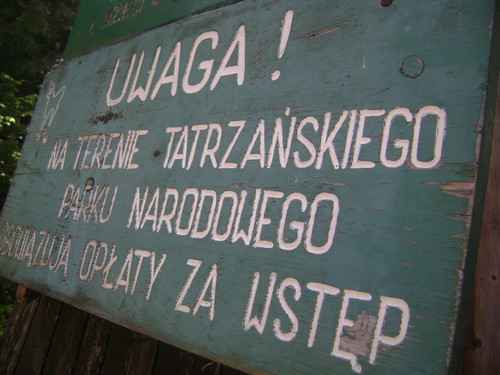 UWAGA!
NA TERENIE TATRZAŃSKIEGO
PARKU NARODOWEGO
OBOWIĄZUJĄ OPŁATY ZA WSTĘP